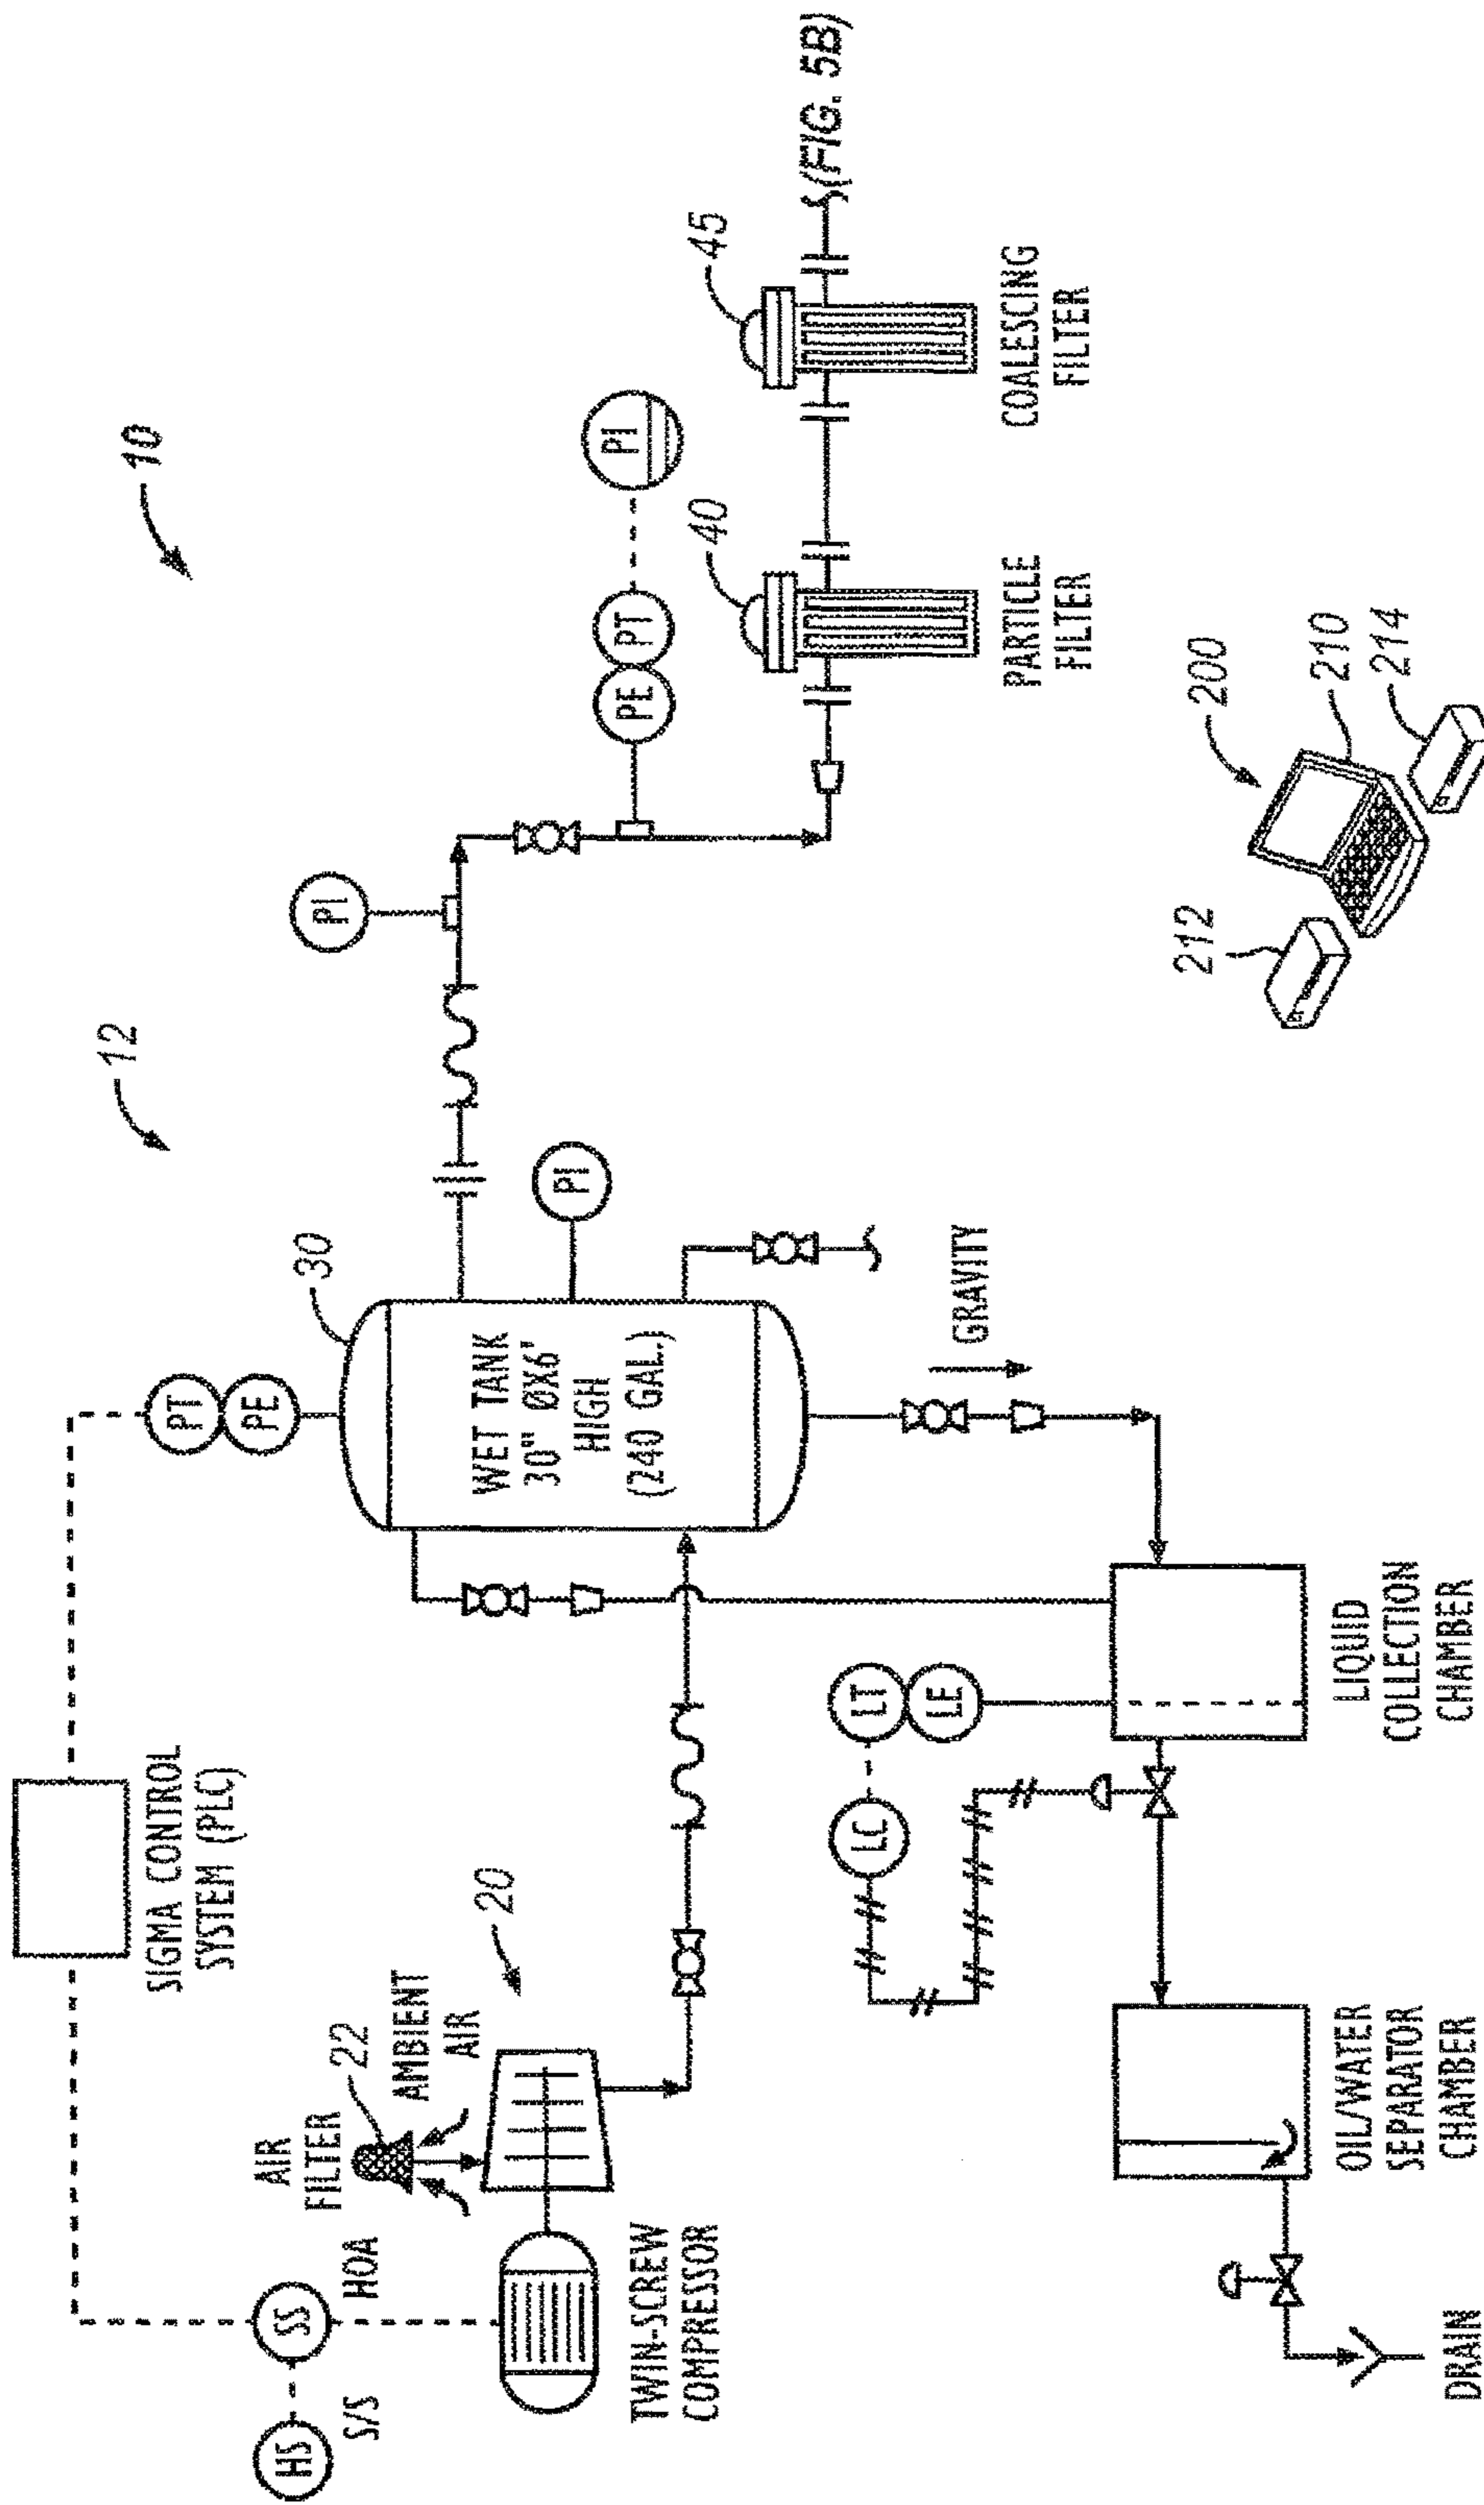 10
12
SIGMA CONTROL
SYSTEM (PLC)
HS
S/S
SS
HOA
AIR
FILTER
22
AMBIENT
AIR
20
TWIN-SCREW
COMPRESSOR
PT
PE
30
WET TANK
30" ØX6'
HIGH
(240 GAL.)
PI
PI
PE
PT
PI
40
45
(FIG. 5B)
PARTICLE
FILTER
COALESCING
FILTER
GRAVITY
LT
LE
LC
LIQUID
COLLECTION
CHAMBER
OIL/WATER
SEPARATOR
CHAMBER
DRAIN
200
210
212
214